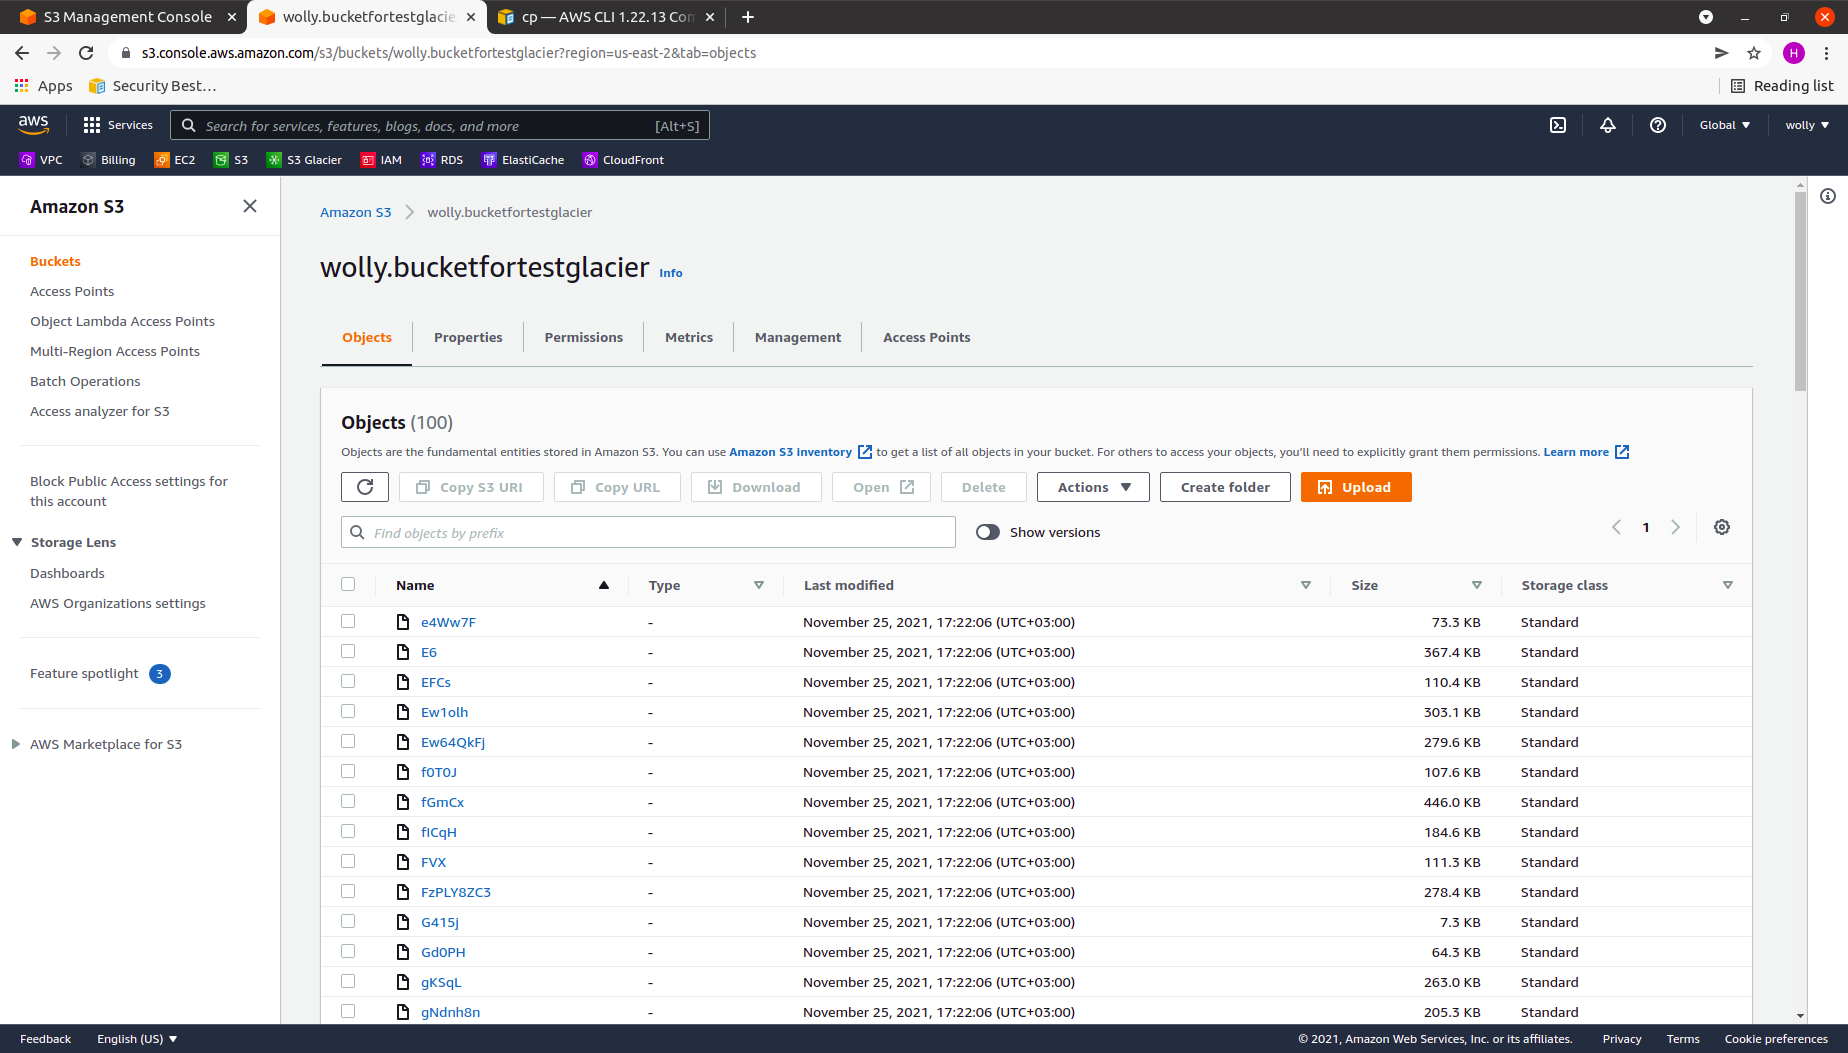 S3 Management Console
wolly.bucketfortestglacie
cp — AWS CLI 1.22.13 Con
s3.console.aws.amazon.com/s3/buckets/wolly.bucketfortestglacier?region=us-east-2&tab=objects
H
Apps
Security Best…
Reading list
aws
Services
Search for services, features, blogs, docs, and more
[Alt+S]
Global
wolly
VPC
Billing
EC2
S3
S3 Glacier
IAM
RDS
ElastiCache
CloudFront
Amazon S3
Buckets
Access Points
Object Lambda Access Points
Multi-Region Access Points
Batch Operations
Access analyzer for S3
Block Public Access settings for
this account
Storage Lens
Dashboards
AWS Organizations settings
Feature spotlight 3
AWS Marketplace for S3
Amazon S3 > wolly.bucketfortestglacier
wolly.bucketfortestglacier Info
Objects
Properties
Permissions
Metrics
Management
Access Points
Objects (100)
Objects are the fundamental entities stored in Amazon S3. You can use Amazon S3 inventory to get a list of all objects in your bucket. For others to access your objects, you'll need to explicitly grant them permissions. Learn more
Copy S3 URI
Copy URL
Download
Open
Delete
Actions
Create folder
Upload
Find objects by prefix
Show versions
1
Name Type Last modified Size Storage class
e4Ww7F - November 25, 2021, 17:22:06 (UTC+03:00) 73.3 KB Standard
E6 - November 25, 2021, 17:22:06 (UTC+03:00) 367.4 KB Standard
EFCs - November 25, 2021, 17:22:06 (UTC+03:00) 110.4 KB Standard
Ew1olh - November 25, 2021, 17:22:06 (UTC+03:00) 303.1 KB Standard
Ew64QkFj - November 25, 2021, 17:22:06 (UTC+03:00) 279.6 KB Standard
f0T0J - November 25, 2021, 17:22:06 (UTC+03:00) 107.6 KB Standard
fGmCx - November 25, 2021, 17:22:06 (UTC+03:00) 446.0 KB Standard
fICqH - November 25, 2021, 17:22:06 (UTC+03:00) 184.6 KB Standard
FVX - November 25, 2021, 17:22:06 (UTC+03:00) 111.3 KB Standard
FzPLY8ZC3 - November 25, 2021, 17:22:06 (UTC+03:00) 278.4 KB Standard
G415j - November 25, 2021, 17:22:06 (UTC+03:00) 7.3 KB Standard
Gd0PH - November 25, 2021, 17:22:06 (UTC+03:00) 64.3 KB Standard
gKSqL - November 25, 2021, 17:22:06 (UTC+03:00) 263.0 KB Standard
gNdnh8n - November 25, 2021, 17:22:06 (UTC+03:00) 205.3 KB Standard
Feedback
English (US)
© 2021, Amazon Web Services, Inc. or its affiliates.
Privacy
Terms
Cookie preferences